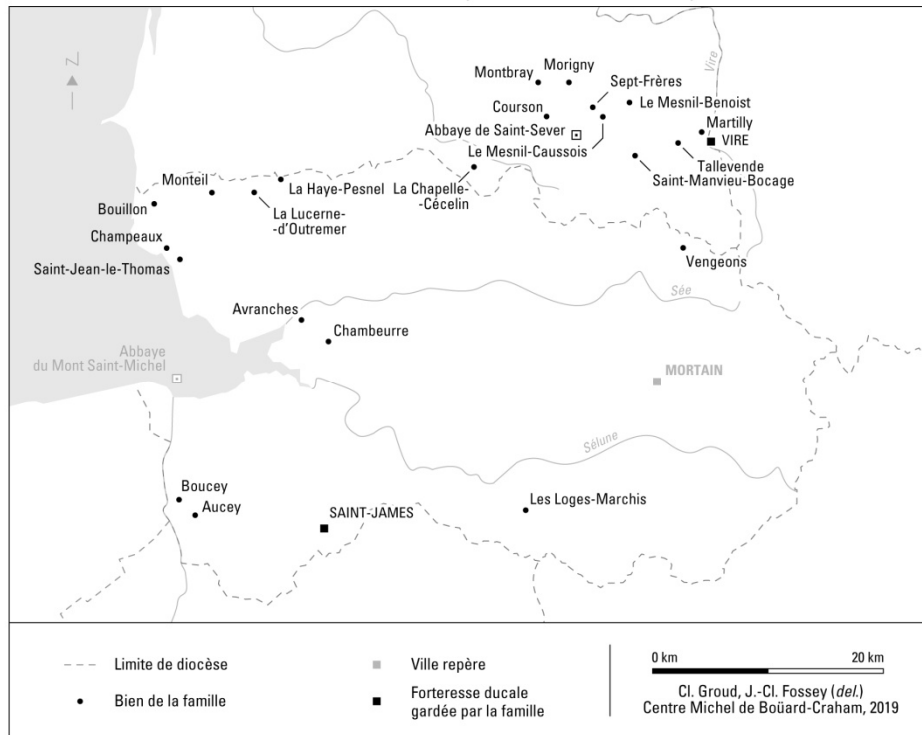 N
Vire
Montbray
Morigny
Sept-Frères
Le Mesnil-Benoist
Courson
Martilly
Abbaye de Saint-Sever
VIRE
Le Mesnil-Caussois
Tallevende
Saint-Manvieu-Bocage
Monteil
La Haye-Pesnel
La Chapelle-
-Cécelin
Bouillon
La Lucerne-
-d'Outremer
Champeaux
Saint-Jean-le-Thomas
Vengeons
Sée
Avranches
Chambeurre
Abbaye
du Mont Saint-Michel
MORTAIN
Sélune
Boucey
Aucey
SAINT-JAMES
Les Loges-Marchis
Limite de diocèse
Bien de la famille
Ville repère
Forteresse ducale
gardée par la famille
0 km
20 km
Cl. Groud, J.-Cl. Fossey (del.)
Centre Michel de Boüard-Craham, 2019